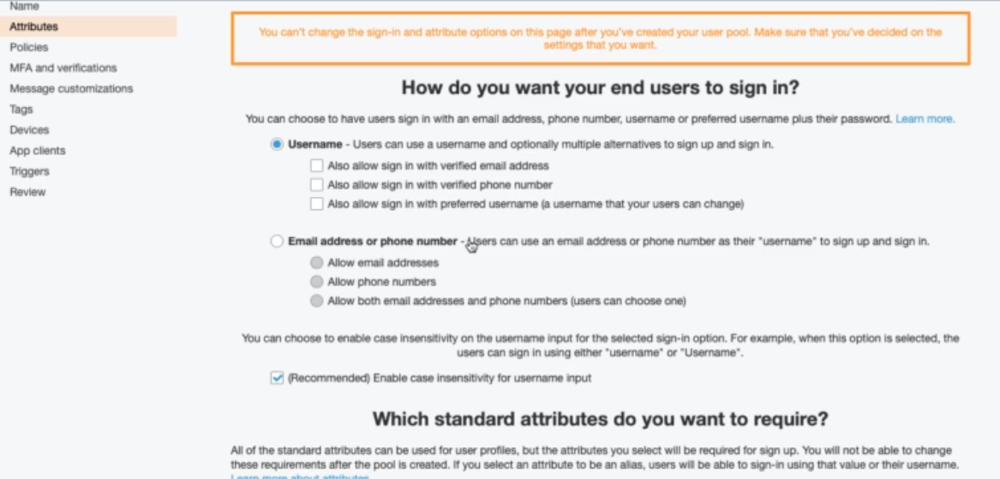 Name
Attributes
Policies
MFA and verifications
Message customizations
Tags
Devices
App clients
Triggers
Review
You can't change the sign-in and attribute options on this page after you've created your user pool. Make sure that you've decided on the
settings that you want.
How do you want your end users to sign in?
You can choose to have users sign in with an email address, phone number, username or preferred username plus their password. Learn more.
Username - Users can use a username and optionally multiple alternatives to sign up and sign in.
Also allow sign in with verified email address
Also allow sign in with verified phone number
Also allow sign in with preferred username (a username that your users can change)
Email address or phone number - Users can use an email address or phone number as their "username" to sign up and sign in.
Allow email addresses
Allow phone numbers
Allow both email addresses and phone numbers (users can choose one)
You can choose to enable case insensitivity on the username input for the selected sign-in option. For example, when this option is selected, the
users can sign in using either "username" or "Username".
(Recommended) Enable case insensitivity for username input
Which standard attributes do you want to require?
All of the standard attributes can be used for user profiles, but the attributes you select will be required for sign up. You will not be able to change
these requirements after the pool is created. If you select an attribute to be an alias, users will be able to sign-in using that value or their username.
Learn more about attributes.